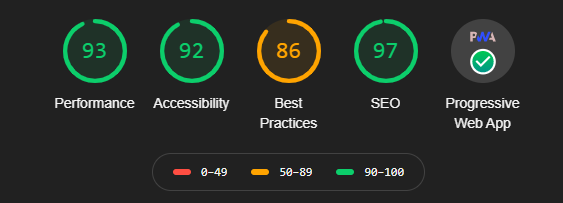 93 92 86 97 PWA
Performance Accessibility Best Practices SEO Progressive Web App
0–49 50–89 90–100